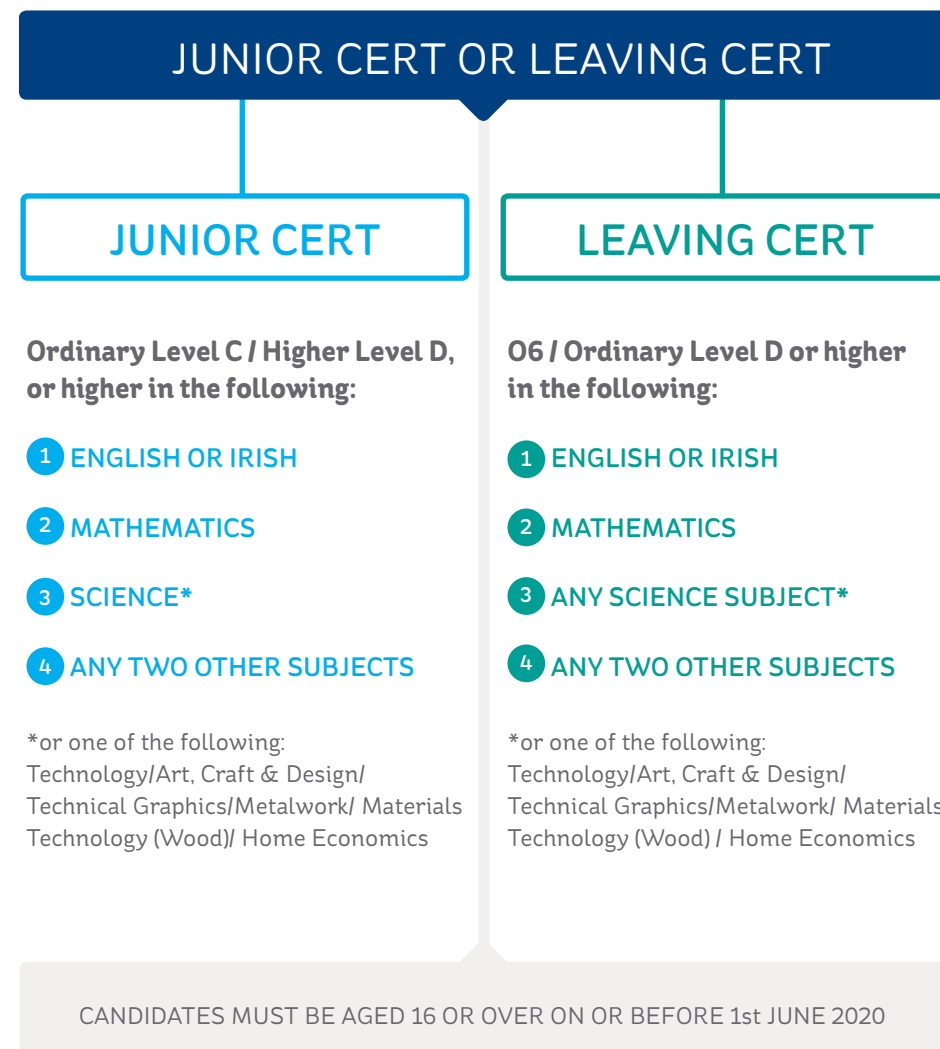 JUNIOR CERT OR LEAVING CERT
JUNIOR CERT
Ordinary Level C / Higher Level D,
or higher in the following:
1 ENGLISH OR IRISH
2 MATHEMATICS
3 SCIENCE*
4 ANY TWO OTHER SUBJECTS
*or one of the following:
Technology/Art, Craft & Design/
Technical Graphics/Metalwork/ Materials
Technology (Wood)/ Home Economics
LEAVING CERT
O6 / Ordinary Level D or higher
in the following:
1 ENGLISH OR IRISH
2 MATHEMATICS
3 ANY SCIENCE SUBJECT*
4 ANY TWO OTHER SUBJECTS
*or one of the following:
Technology/Art, Craft & Design/
Technical Graphics/Metalwork/ Materials
Technology (Wood) / Home Economics
CANDIDATES MUST BE AGED 16 OR OVER ON OR BEFORE 1st JUNE 2020